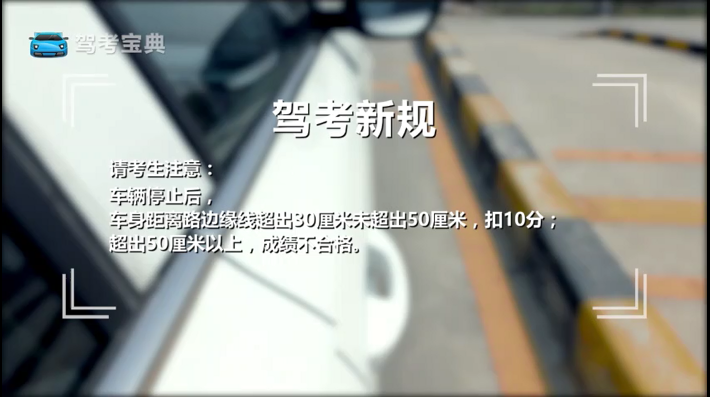 驾考宝典
驾考新规
请考生注意：
车辆停止后，
车身距离路边缘线超出30厘米未超出50厘米，扣10分；
超出50厘米以上，成绩不合格。